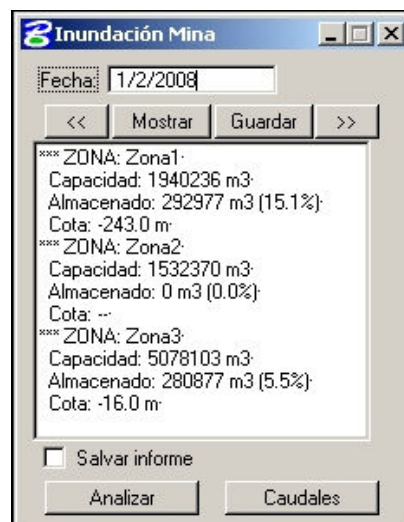 Inundación Mina
Fecha: 1/2/2008
<< Mostrar Guardar >>
*** ZONA: Zona1
Capacidad: 1940236 m3
Almacenado: 292977 m3 (15.1%)
Cota: -243.0 m
*** ZONA: Zona2
Capacidad: 1532370 m3
Almacenado: 0 m3 (0.0%)
Cota: --
*** ZONA: Zona3
Capacidad: 5078103 m3
Almacenado: 280877 m3 (5.5%)
Cota: -16.0 m
Salvar informe
Analizar Caudales